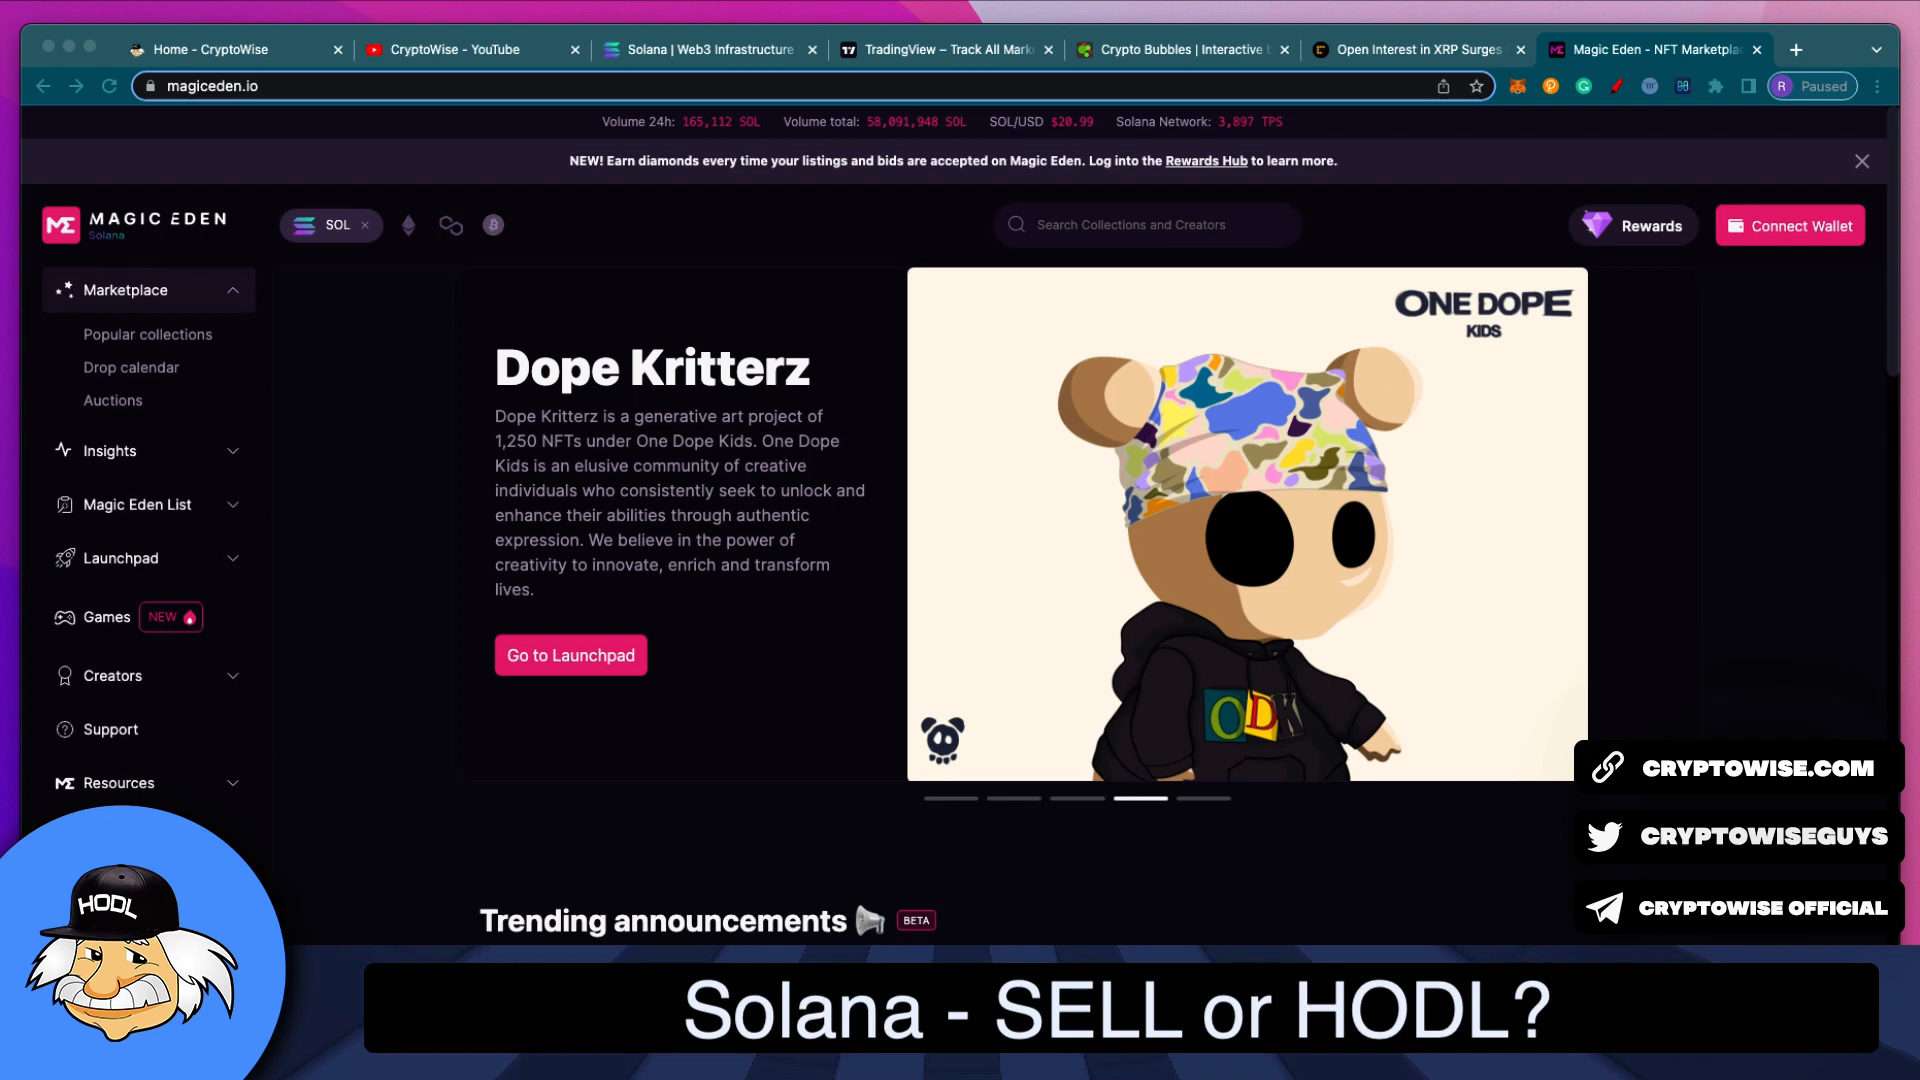 Home - CryptoWise
CryptoWise - YouTube
Solana | Web3 Infrastructure
TradingView – Track All Mark
Crypto Bubbles | Interactive b
Open Interest in XRP Surges
Magic Eden - NFT Marketpla
magiceden.io
R Paused
Volume 24h: 165,112 SOL Volume total: 58,091,948 SOL SOL/USD $20.99 Solana Network: 3,897 TPS
NEW! Earn diamonds every time your listings and bids are accepted on Magic Eden. Log into the Rewards Hub to learn more.
MAGIC EDEN
Solana
SOL
Search Collections and Creators
Rewards
Connect Wallet
Marketplace
Popular collections
Drop calendar
Auctions
Insights
Magic Eden List
Launchpad
Games NEW
Creators
Support
Resources
Dope Kritterz
Dope Kritterz is a generative art project of
1,250 NFTs under One Dope Kids. One Dope
Kids is an elusive community of creative
individuals who consistently seek to unlock and
enhance their abilities through authentic
expression. We believe in the power of
creativity to innovate, enrich and transform
lives.
Go to Launchpad
ONE DOPE
KIDS
ODK
Trending announcements BETA
CRYPTOWISE.COM
CRYPTOWISEGUYS
CRYPTOWISE OFFICIAL
HODL
Solana - SELL or HODL?